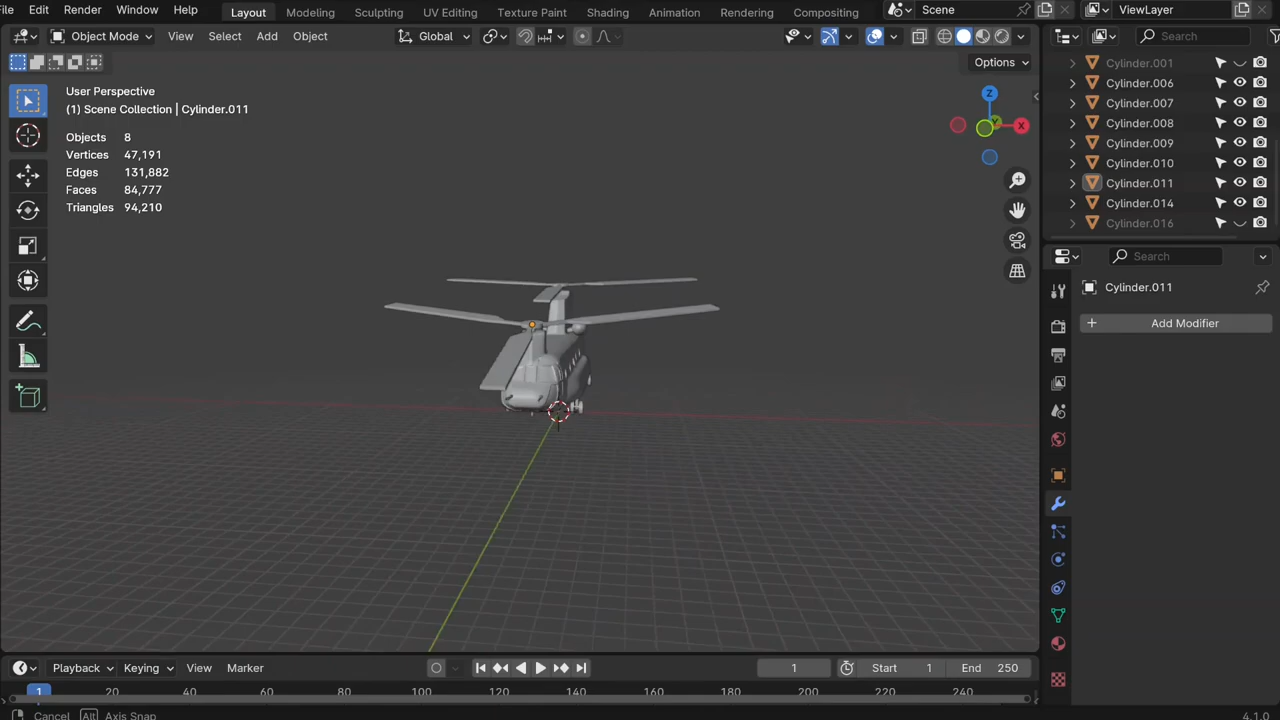 File Edit Render Window Help Layout Modeling Sculpting UV Editing Texture Paint Shading Animation Rendering Compositing Scene ViewLayer
Object Mode View Select Add Object Global Search
Options
User Perspective
(1) Scene Collection | Cylinder.011
Objects 8
Vertices 47,191
Edges 131,882
Faces 84,777
Triangles 94,210
Z
Y
X
Cylinder.001
Cylinder.006
Cylinder.007
Cylinder.008
Cylinder.009
Cylinder.010
Cylinder.011
Cylinder.014
Cylinder.016
Search
Cylinder.011
+ Add Modifier
Playback Keying View Marker 1 Start 1 End 250
1 20 40 60 80 100 120 140 160 180 200 220 240
Cancel Alt Axis Snap 4.1.0